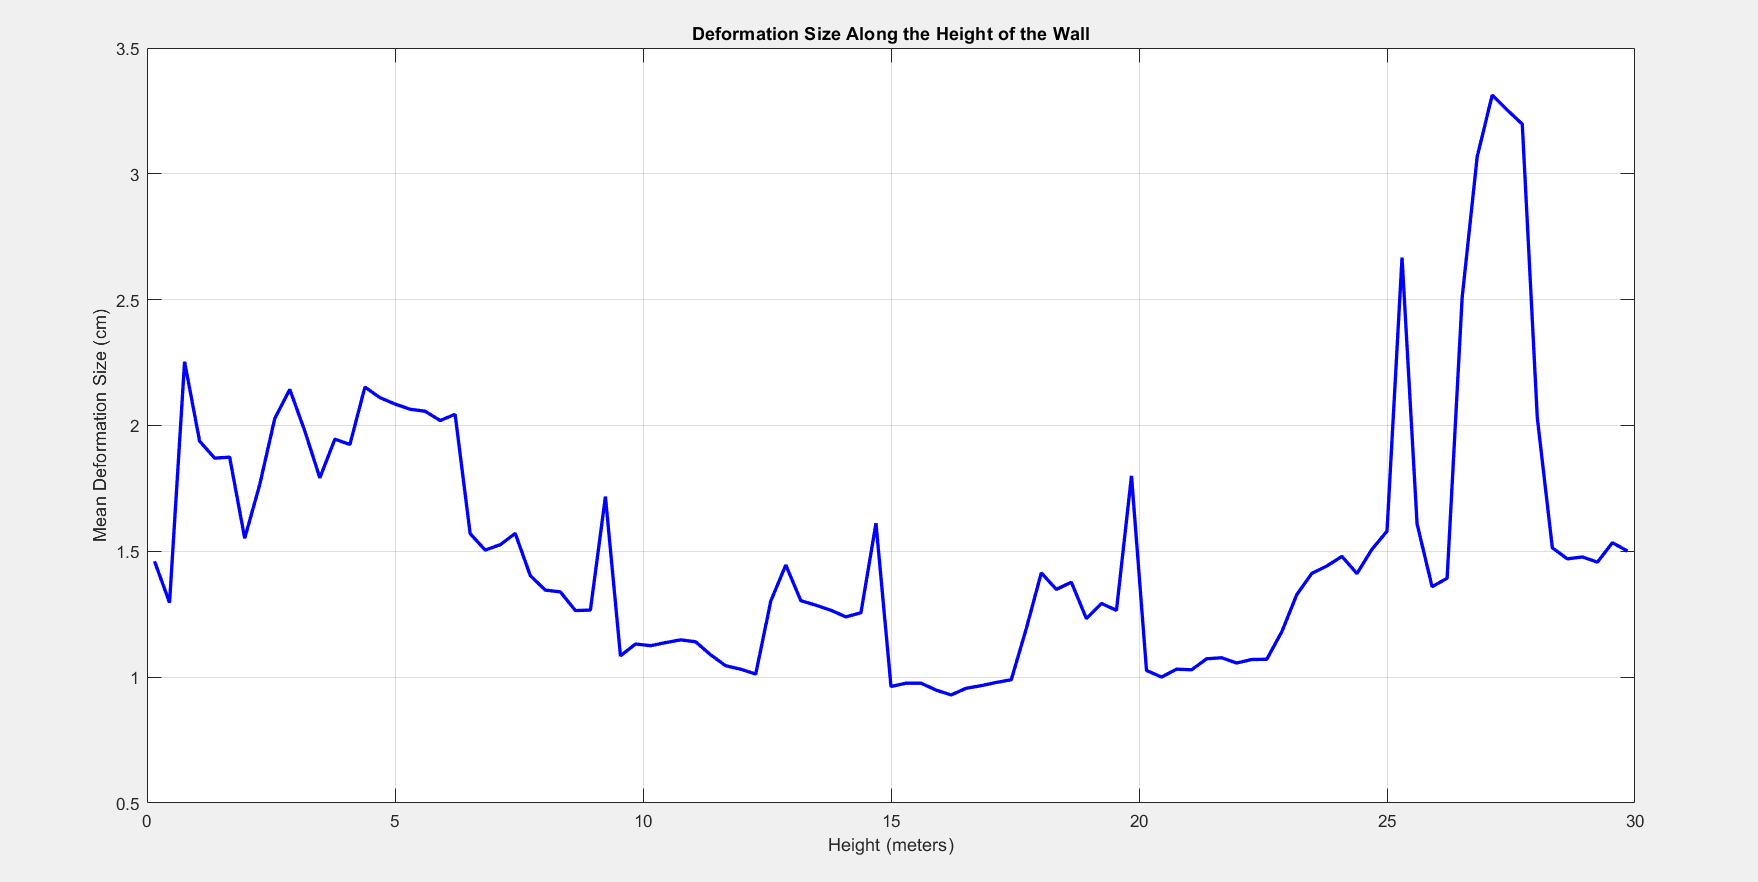 Deformation Size Along the Height of the Wall
3.5
3
2.5
2
1.5
1
0.5
Mean Deformation Size (cm)
0 5 10 15 20 25 30
Height (meters)